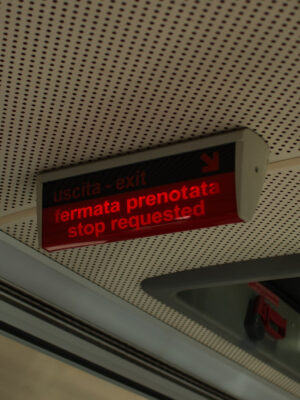 uscita - exit
fermata prenotata
stop requested